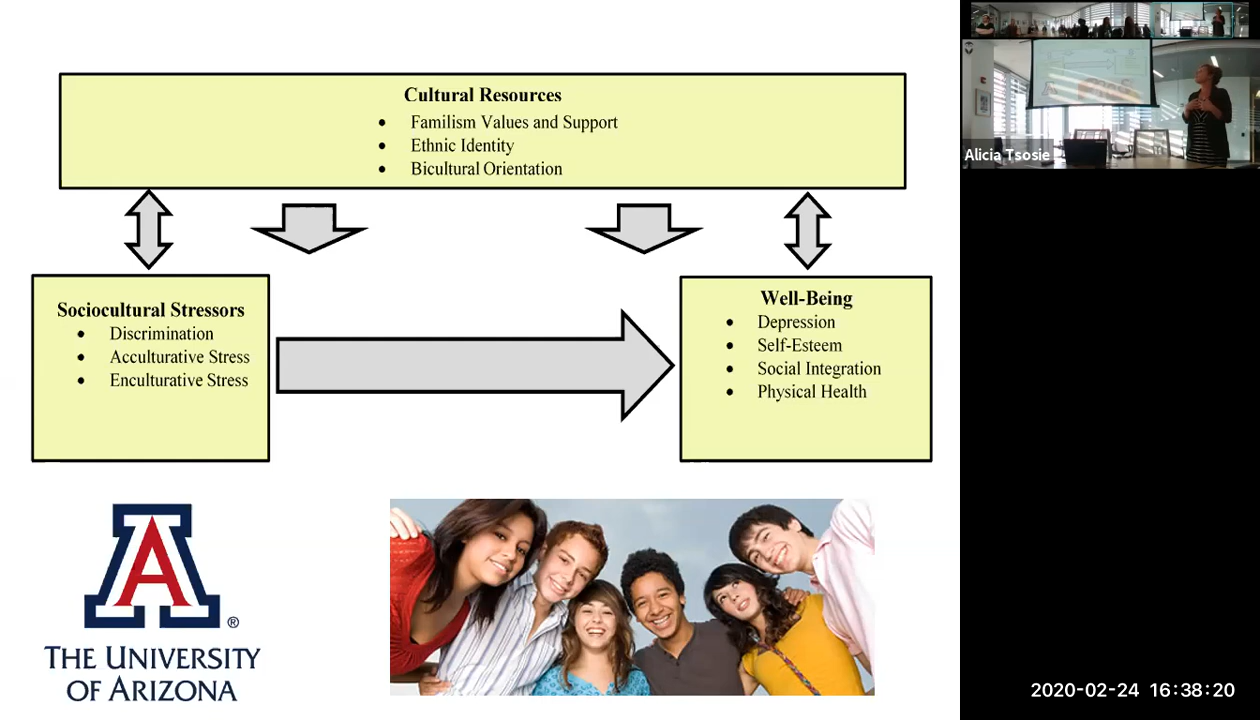 Cultural Resources
• Familism Values and Support
• Ethnic Identity
• Bicultural Orientation
Sociocultural Stressors
• Discrimination
• Acculturative Stress
• Enculturative Stress
Well-Being
• Depression
• Self-Esteem
• Social Integration
• Physical Health
A
®
THE UNIVERSITY
OF ARIZONA
Alicia Tsosie
2020-02-24 16:38:20